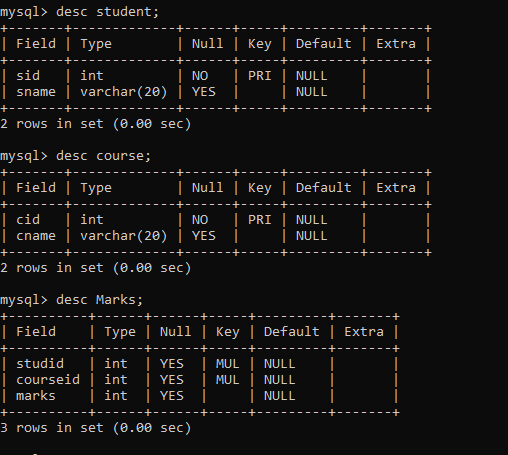 mysql> desc student;
+-------+-------------+------+-----+---------+-------+
| Field | Type        | Null | Key | Default | Extra |
+-------+-------------+------+-----+---------+-------+
| sid   | int         | NO   | PRI | NULL    |       |
| sname | varchar(20) | YES  |     | NULL    |       |
+-------+-------------+------+-----+---------+-------+
2 rows in set (0.00 sec)
mysql> desc course;
+-------+-------------+------+-----+---------+-------+
| Field | Type        | Null | Key | Default | Extra |
+-------+-------------+------+-----+---------+-------+
| cid   | int         | NO   | PRI | NULL    |       |
| cname | varchar(20) | YES  |     | NULL    |       |
+-------+-------------+------+-----+---------+-------+
2 rows in set (0.00 sec)
mysql> desc Marks;
+----------+------+------+-----+---------+-------+
| Field    | Type | Null | Key | Default | Extra |
+----------+------+------+-----+---------+-------+
| studid   | int  | YES  | MUL | NULL    |       |
| courseid | int  | YES  | MUL | NULL    |       |
| marks    | int  | YES  |     | NULL    |       |
+----------+------+------+-----+---------+-------+
3 rows in set (0.00 sec)